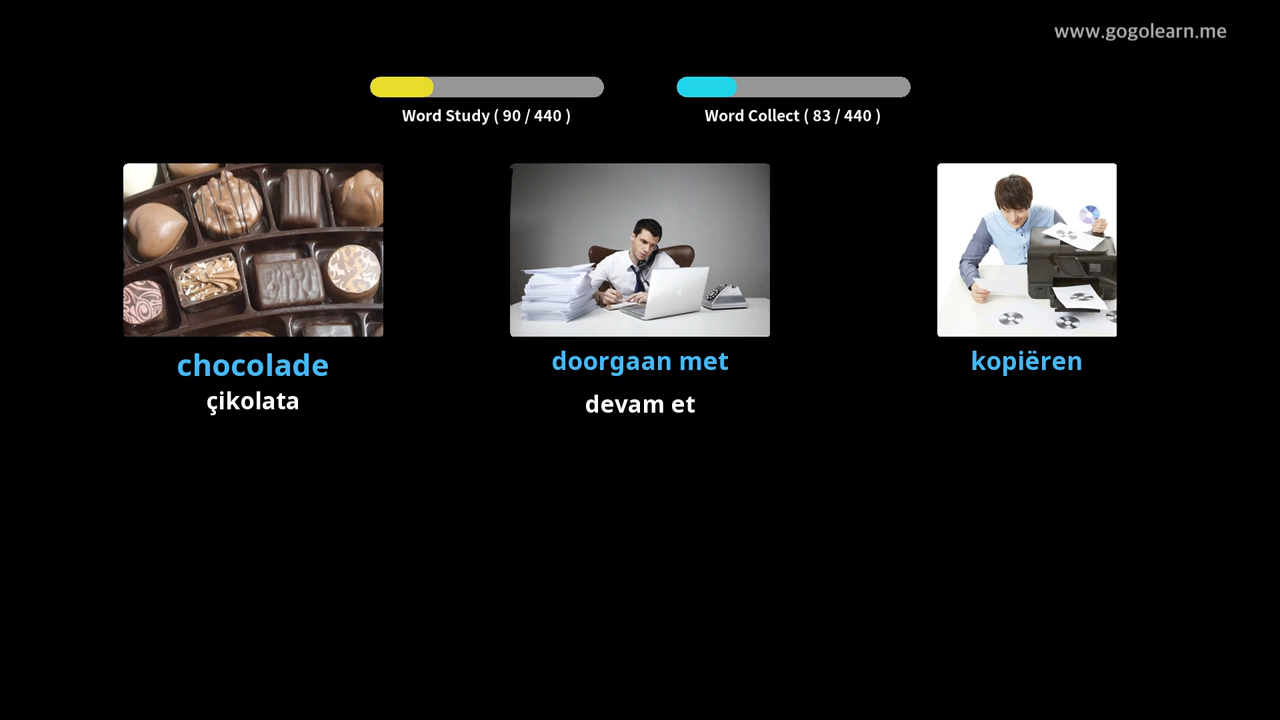 www.gogolearn.me
Word Study ( 90 / 440 )
Word Collect ( 83 / 440 )
chocolade
çikolata
doorgaan met
devam et
kopiëren